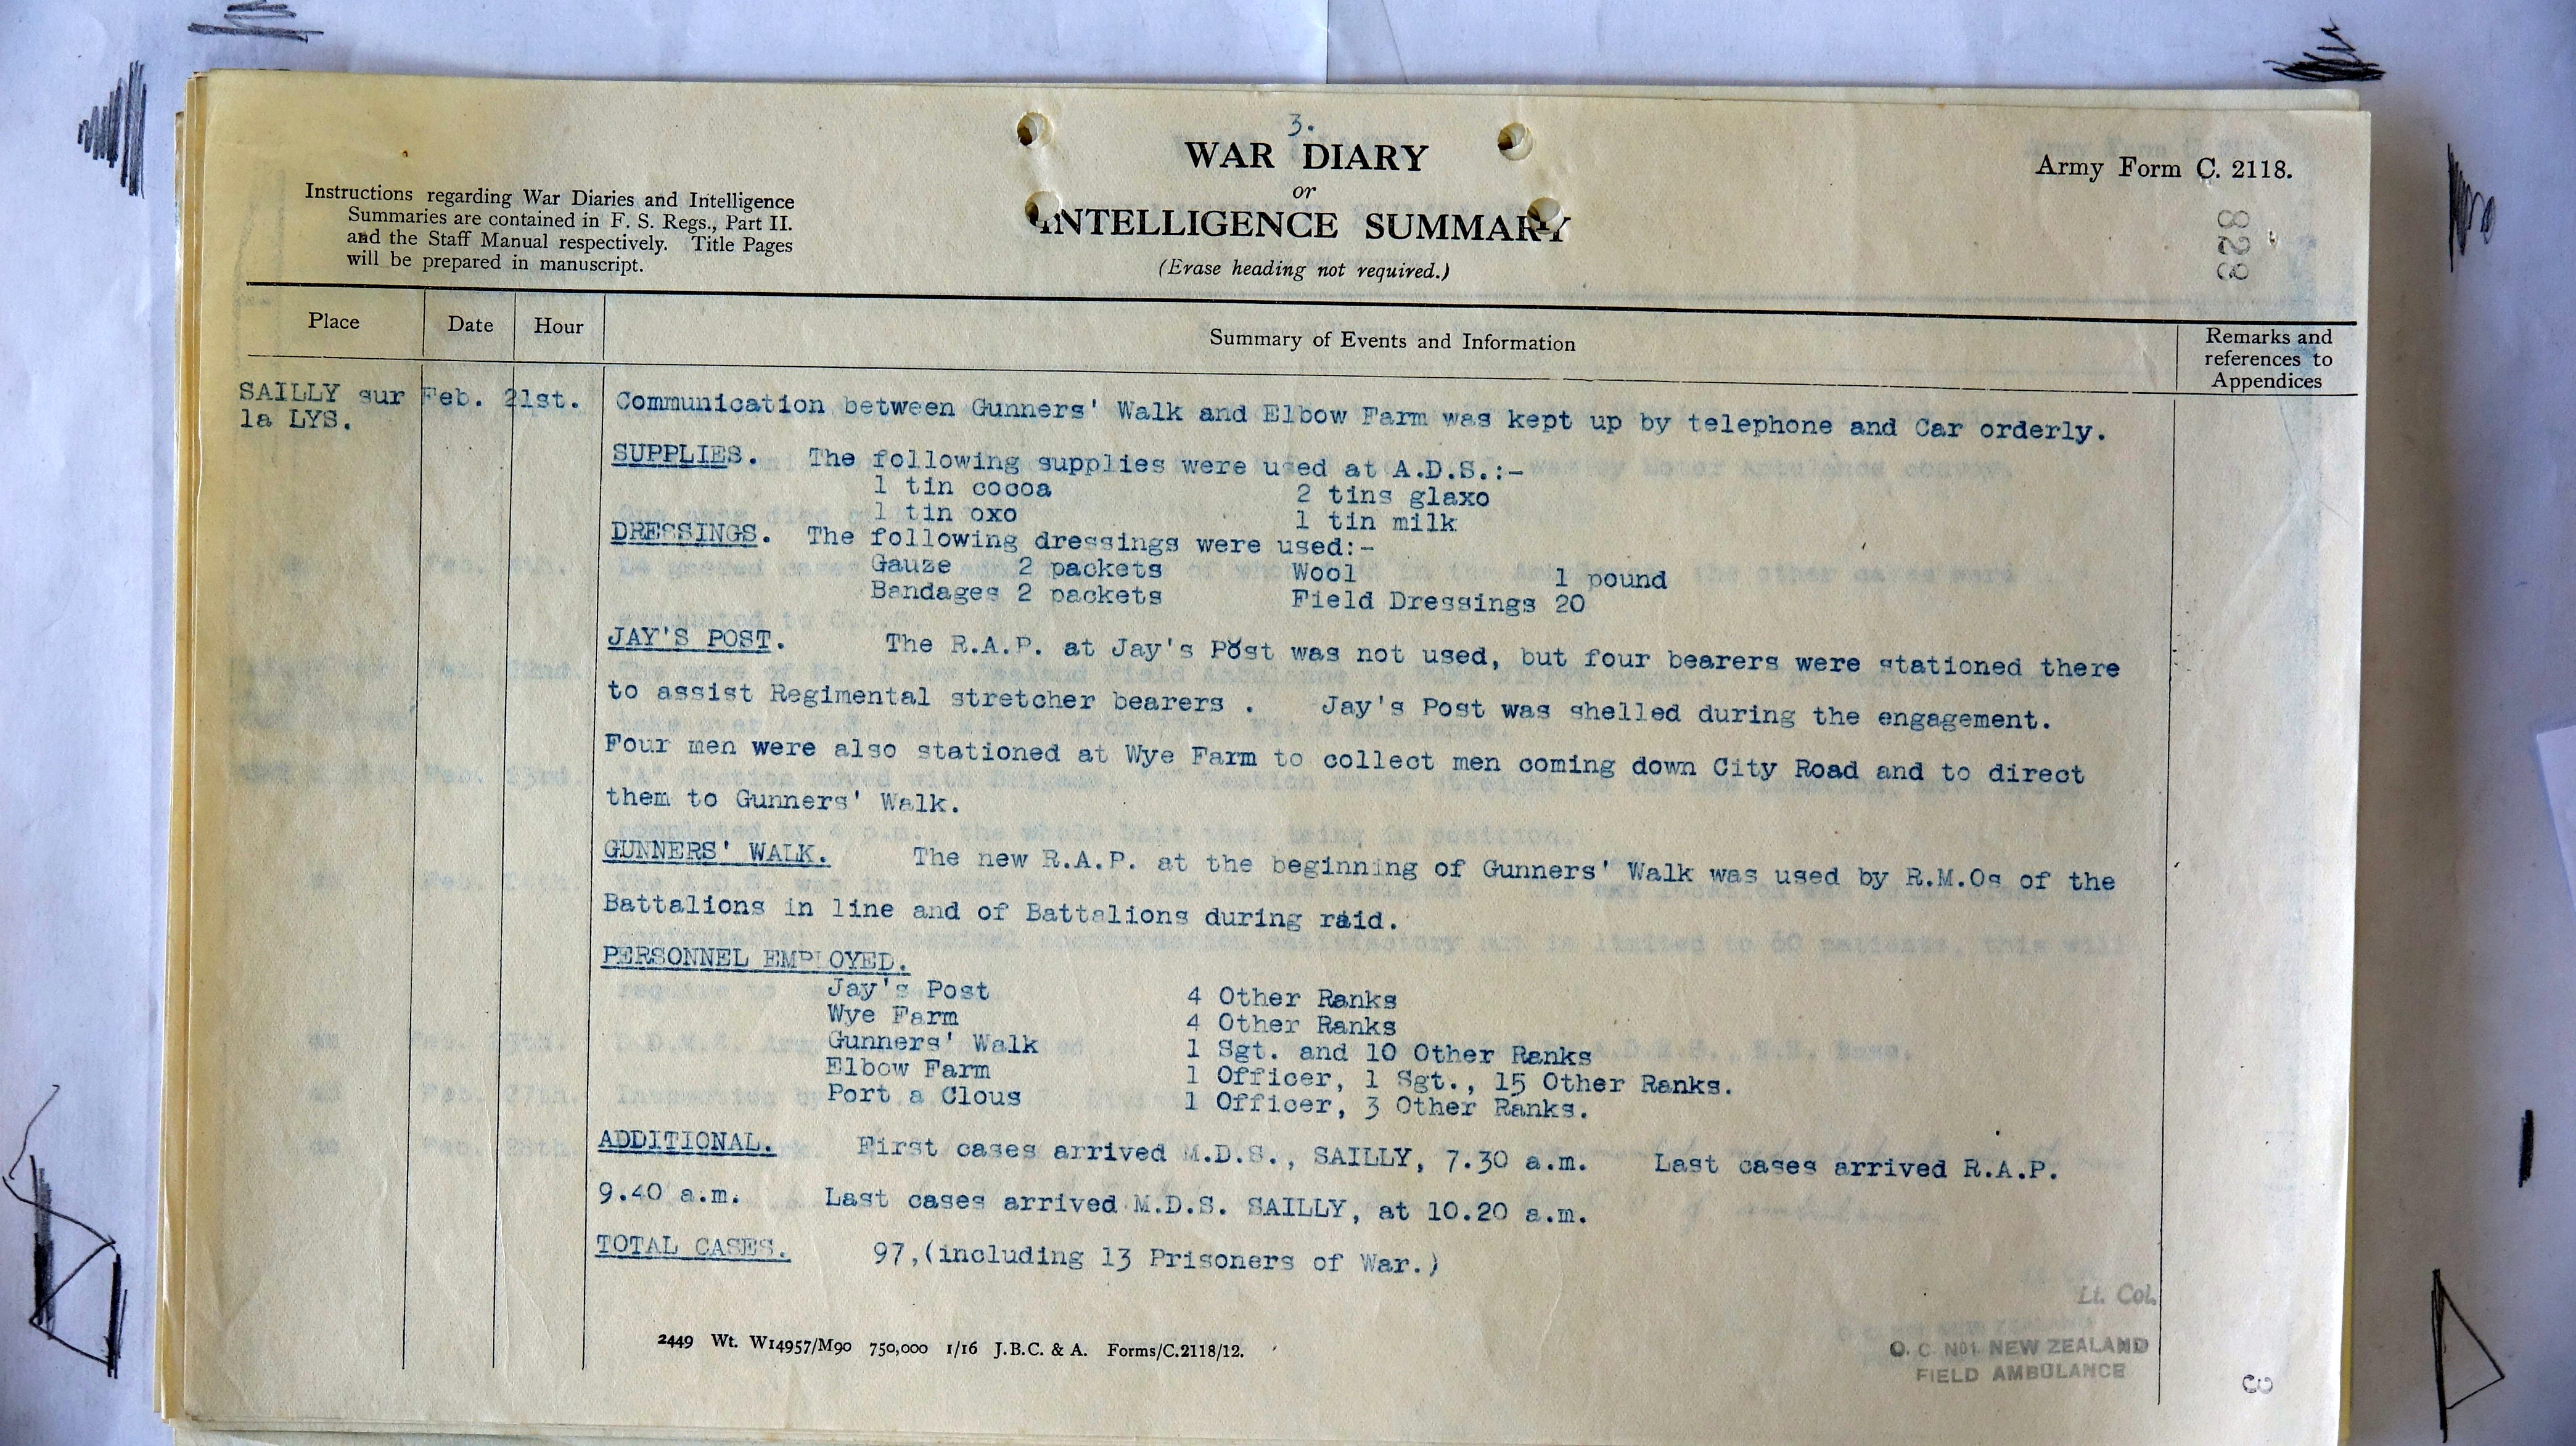 3.
WAR DIARY
or
INTELLIGENCE SUMMARY
(Erase heading not required.)
Army Form C. 2118.
Instructions regarding War Diaries and Intelligence
Summaries are contained in F. S. Regs., Part II.
and the Staff Manual respectively. Title Pages
will be prepared in manuscript.
828
Place Date Hour Summary of Events and Information Remarks and references to Appendices
SAILLY sur la LYS. Feb. 21st. Communication between Gunners' Walk and Elbow Farm was kept up by telephone and Car orderly.
SUPPLIES. The following supplies were used at A.D.S.:-
1 tin cocoa 2 tins glaxo
1 tin oxo 1 tin milk
DRESSINGS. The following dressings were used:-
Gauze 2 packets Wool 1 pound
Bandages 2 packets Field Dressings 20
JAY'S POST. The R.A.P. at Jay's Post was not used, but four bearers were stationed there
to assist Regimental stretcher bearers . Jay's Post was shelled during the engagement.
Four men were also stationed at Wye Farm to collect men coming down City Road and to direct
them to Gunners' Walk.
GUNNERS' WALK. The new R.A.P. at the beginning of Gunners' Walk was used by R.M.Os of the
Battalions in line and of Battalions during raid.
PERSONNEL EMPLOYED.
Jay's Post 4 Other Ranks
Wye Farm 4 Other Ranks
Gunners' Walk 1 Sgt. and 10 Other Ranks
Elbow Farm 1 Officer, 1 Sgt., 15 Other Ranks.
Port a Clous 1 Officer, 3 Other Ranks.
ADDITIONAL. First cases arrived M.D.S., SAILLY, 7.30 a.m. Last cases arrived R.A.P.
9.40 a.m. Last cases arrived M.D.S. SAILLY, at 10.20 a.m.
TOTAL CASES. 97,(including 13 Prisoners of War.)
Lt. Col.
O. C. No1 NEW ZEALAND
FIELD AMBULANCE
2449 Wt. W14957/M90 750,000 1/16 J.B.C. & A. Forms/C.2118/12.
3